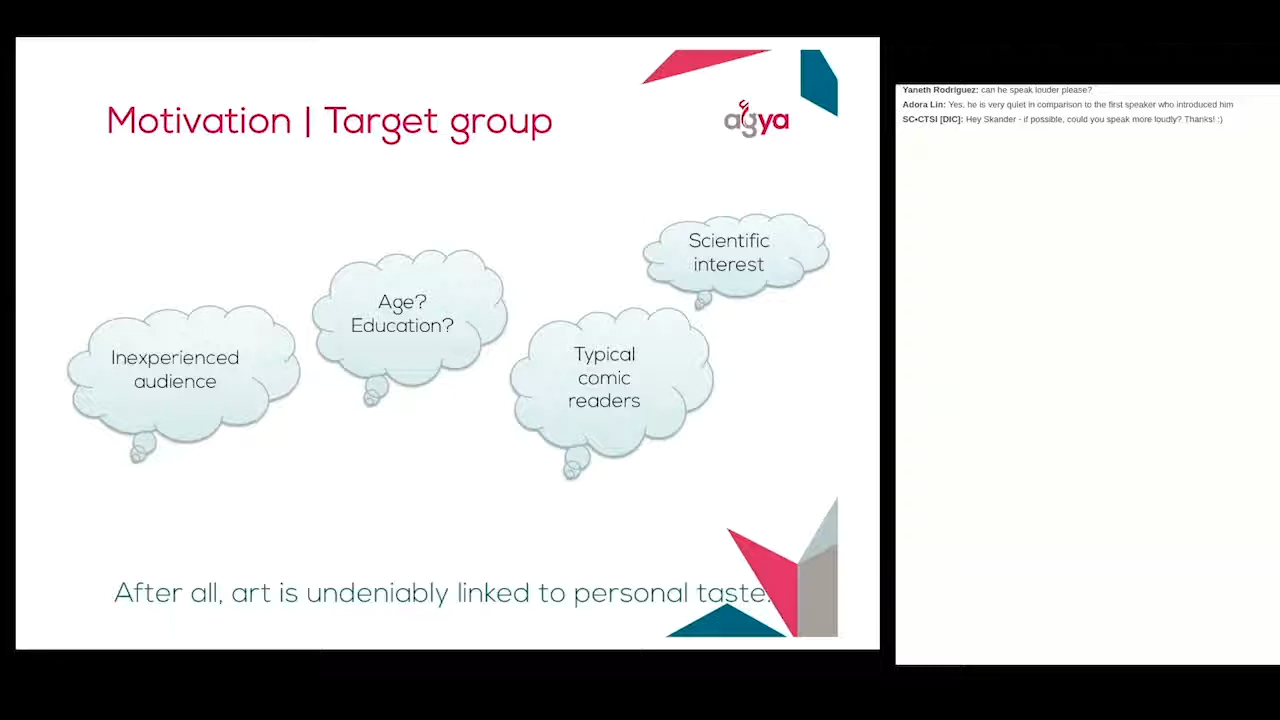 Motivation | Target group
agya
Scientific
interest
Age?
Education?
Inexperienced
audience
Typical
comic
readers
After all, art is undeniably linked to personal taste.
Yaneth Rodriguez: can he speak louder please?
Adora Lin: Yes, he is very quiet in comparison to the first speaker who introduced him
SC•CTSI [DIC]: Hey Skander - if possible, could you speak more loudly? Thanks! :)